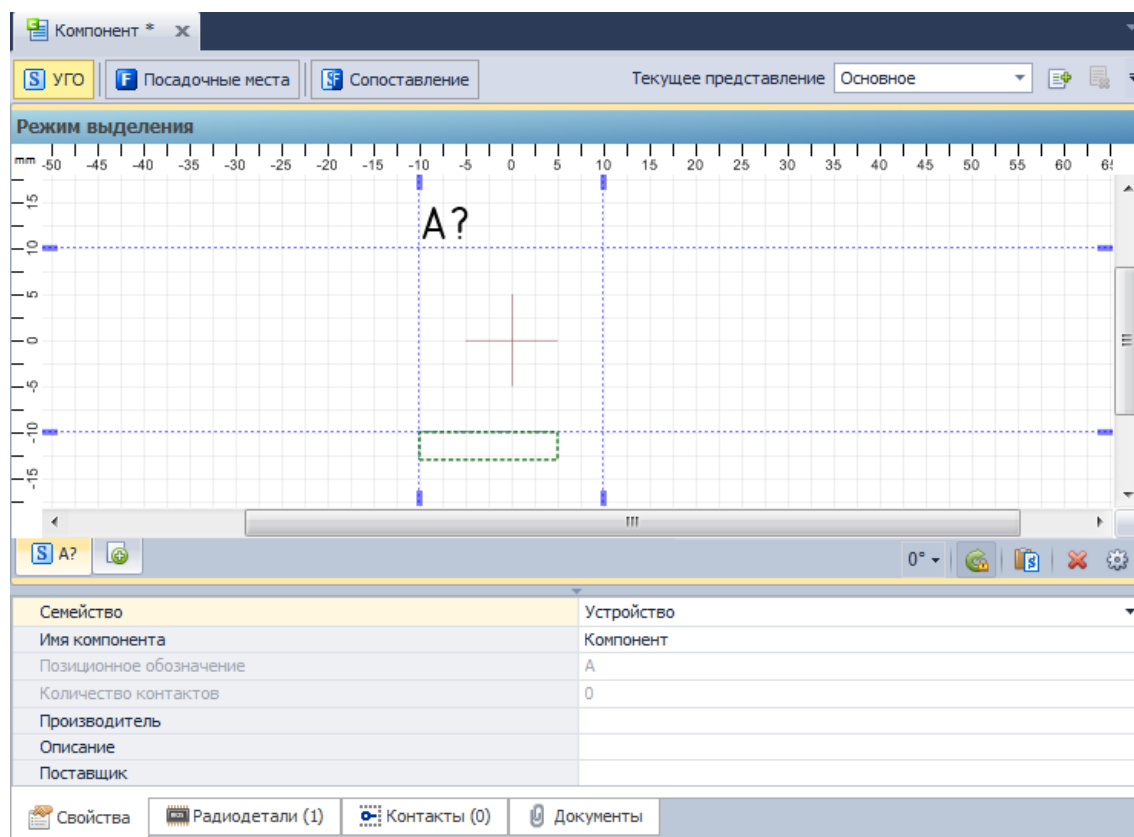 Компонент *
УГО Посадочные места Сопоставление Текущее представление Основное
Режим выделения
mm -50 -45 -40 -35 -30 -25 -20 -15 -10 -5 0 5 10 15 20 25 30 35 40 45 50 55 60
15
A?
10
5
0
-5
-10
-15
A? 0°
Семейство Устройство
Имя компонента Компонент
Позиционное обозначение A
Количество контактов 0
Производитель
Описание
Поставщик
Свойства Радиодетали (1) Контакты (0) Документы